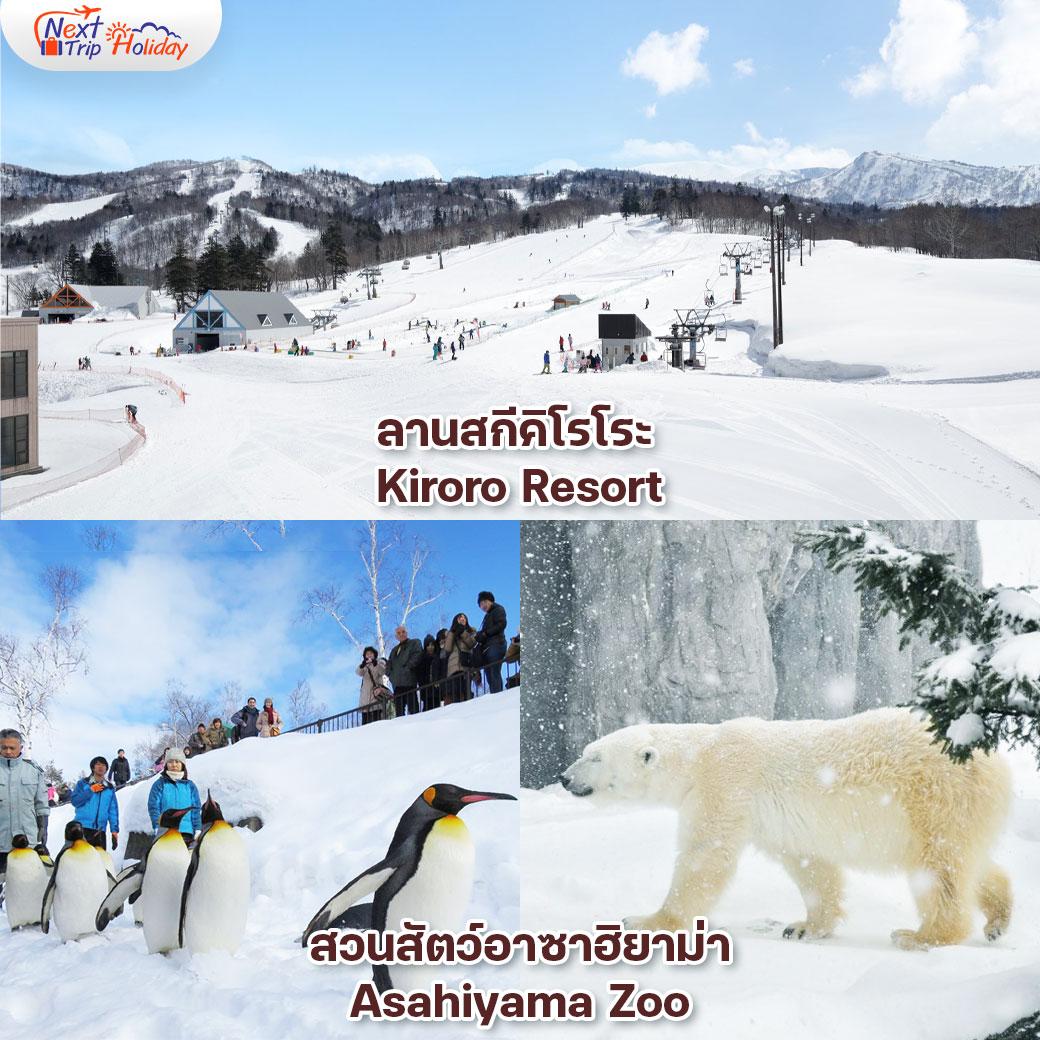 Next
Trip Holiday
ลานสกีคิโรโระ
Kiroro Resort
สวนสัตว์อาซาฮิยาม่า
Asahiyama Zoo